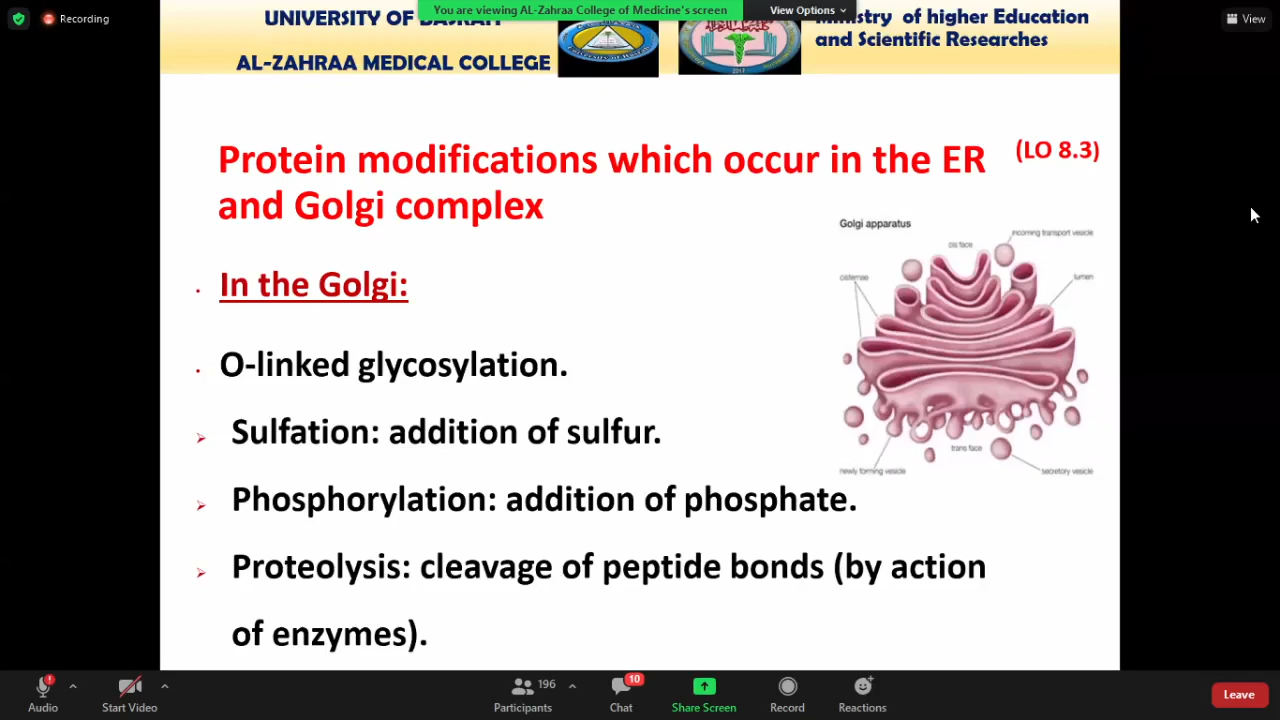 Recording
You are viewing AL-Zahraa College of Medicine's screen
View Options
View
UNIVERSITY OF BASRAH
Ministry of higher Education
and Scientific Researches
AL-ZAHRAA MEDICAL COLLEGE
2017
Protein modifications which occur in the ER
(LO 8.3)
and Golgi complex
Golgi apparatus
incoming transport vesicle
cis face
cisternae
lumen
In the Golgi:
O-linked glycosylation.
Sulfation: addition of sulfur.
trans face
newly forming vesicle
secretory vesicle
Phosphorylation: addition of phosphate.
Proteolysis: cleavage of peptide bonds (by action
of enzymes).
Audio
Start Video
196
Participants
10
Chat
Share Screen
Record
Reactions
Leave